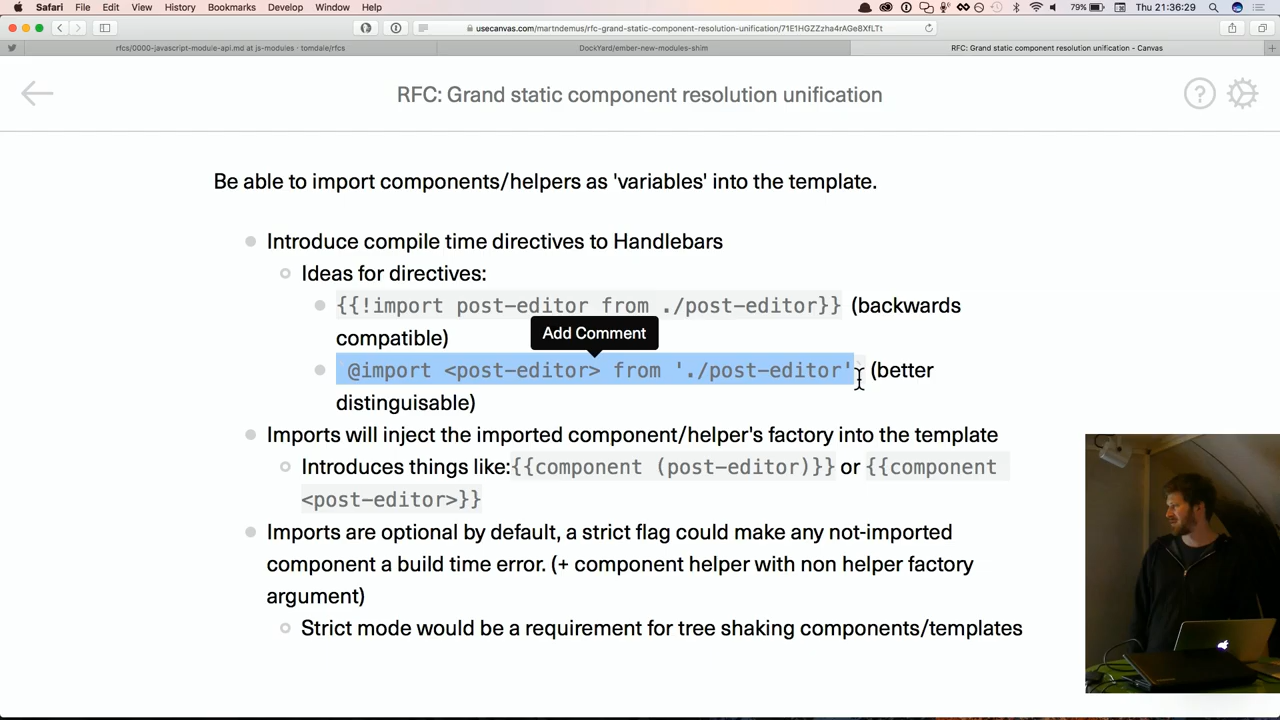 Safari File Edit View History Bookmarks Develop Window Help 79% Thu 21:36:29
usecanvas.com/martndemus/rfc-grand-static-component-resolution-unification/71E1HGZZzha4rAGe8XfLTt
rfcs/0000-javascript-module-api.md at js-modules · tomdale/rfcs DockYard/ember-new-modules-shim RFC: Grand static component resolution unification - Canvas
RFC: Grand static component resolution unification
Be able to import components/helpers as 'variables' into the template.
Introduce compile time directives to Handlebars
Ideas for directives:
{{!import post-editor from ./post-editor}} (backwards
compatible)
Add Comment
@import <post-editor> from './post-editor' (better
distinguisable)
Imports will inject the imported component/helper's factory into the template
Introduces things like:{{component (post-editor)}} or {{component
<post-editor>}}
Imports are optional by default, a strict flag could make any not-imported
component a build time error. (+ component helper with non helper factory
argument)
Strict mode would be a requirement for tree shaking components/templates